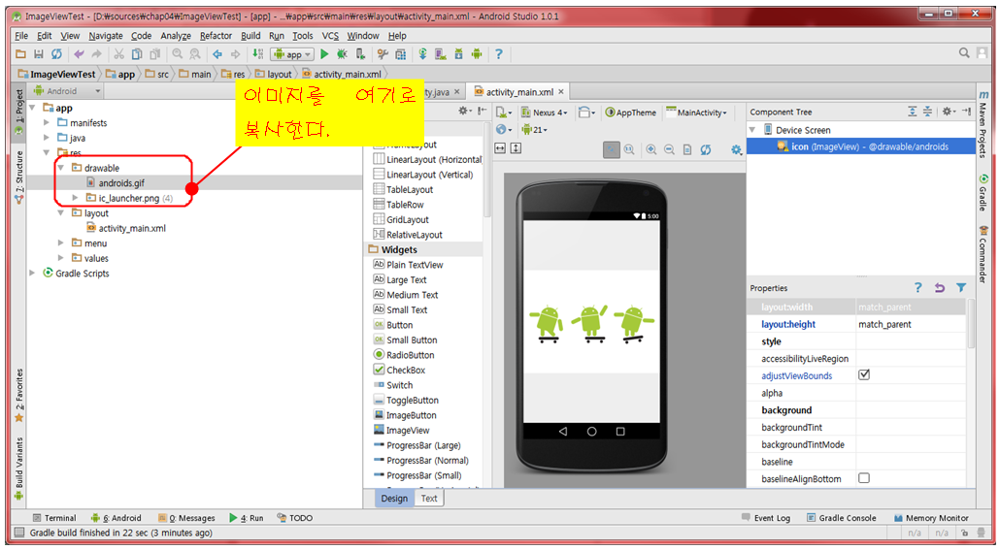 ImageViewTest - [D:₩sources₩chap04₩ImageViewTest] - [app] - ...₩app₩src₩main₩res₩layout₩activity_main.xml - Android Studio 1.0.1
File Edit View Navigate Code Analyze Refactor Build Run Tools VCS Window Help
app
ImageViewTest app src main res layout activity_main.xml
이미지를 여기로
복사한다.
1: Project
7: Structure
2: Favorites
Build Variants
Android
app
manifests
java
res
drawable
androids.gif
ic_launcher.png (4)
layout
activity_main.xml
menu
values
Gradle Scripts
ty.java
activity_main.xml
LinearLayout (Horizontal)
LinearLayout (Vertical)
TableLayout
TableRow
GridLayout
RelativeLayout
Widgets
Plain TextView
Large Text
Medium Text
Small Text
Button
Small Button
RadioButton
CheckBox
Switch
ToggleButton
ImageButton
ImageView
ProgressBar (Large)
ProgressBar (Normal)
ProgressBar (Small)
Design Text
Nexus 4 AppTheme MainActivity
21
5:00
Component Tree
Device Screen
icon (ImageView) - @drawable/androids
Properties
layout:width match_parent
layout:height match_parent
style
accessibilityLiveRegion
adjustViewBounds
alpha
background
backgroundTint
backgroundTintMode
baseline
baselineAlignBottom
Maven Projects
Gradle
Commander
Terminal 6: Android 0: Messages 4: Run TODO Event Log Gradle Console Memory Monitor
Gradle build finished in 22 sec (3 minutes ago) n/a n/a